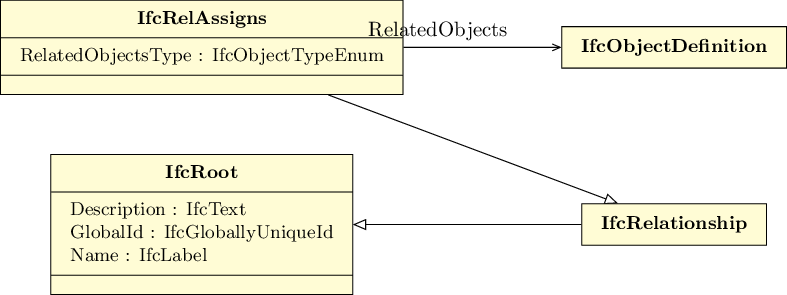 IfcRelAssigns
RelatedObjectsType : IfcObjectTypeEnum
RelatedObjects
IfcObjectDefinition
IfcRoot
Description : IfcText
GlobalId : IfcGloballyUniqueId
Name : IfcLabel
IfcRelationship